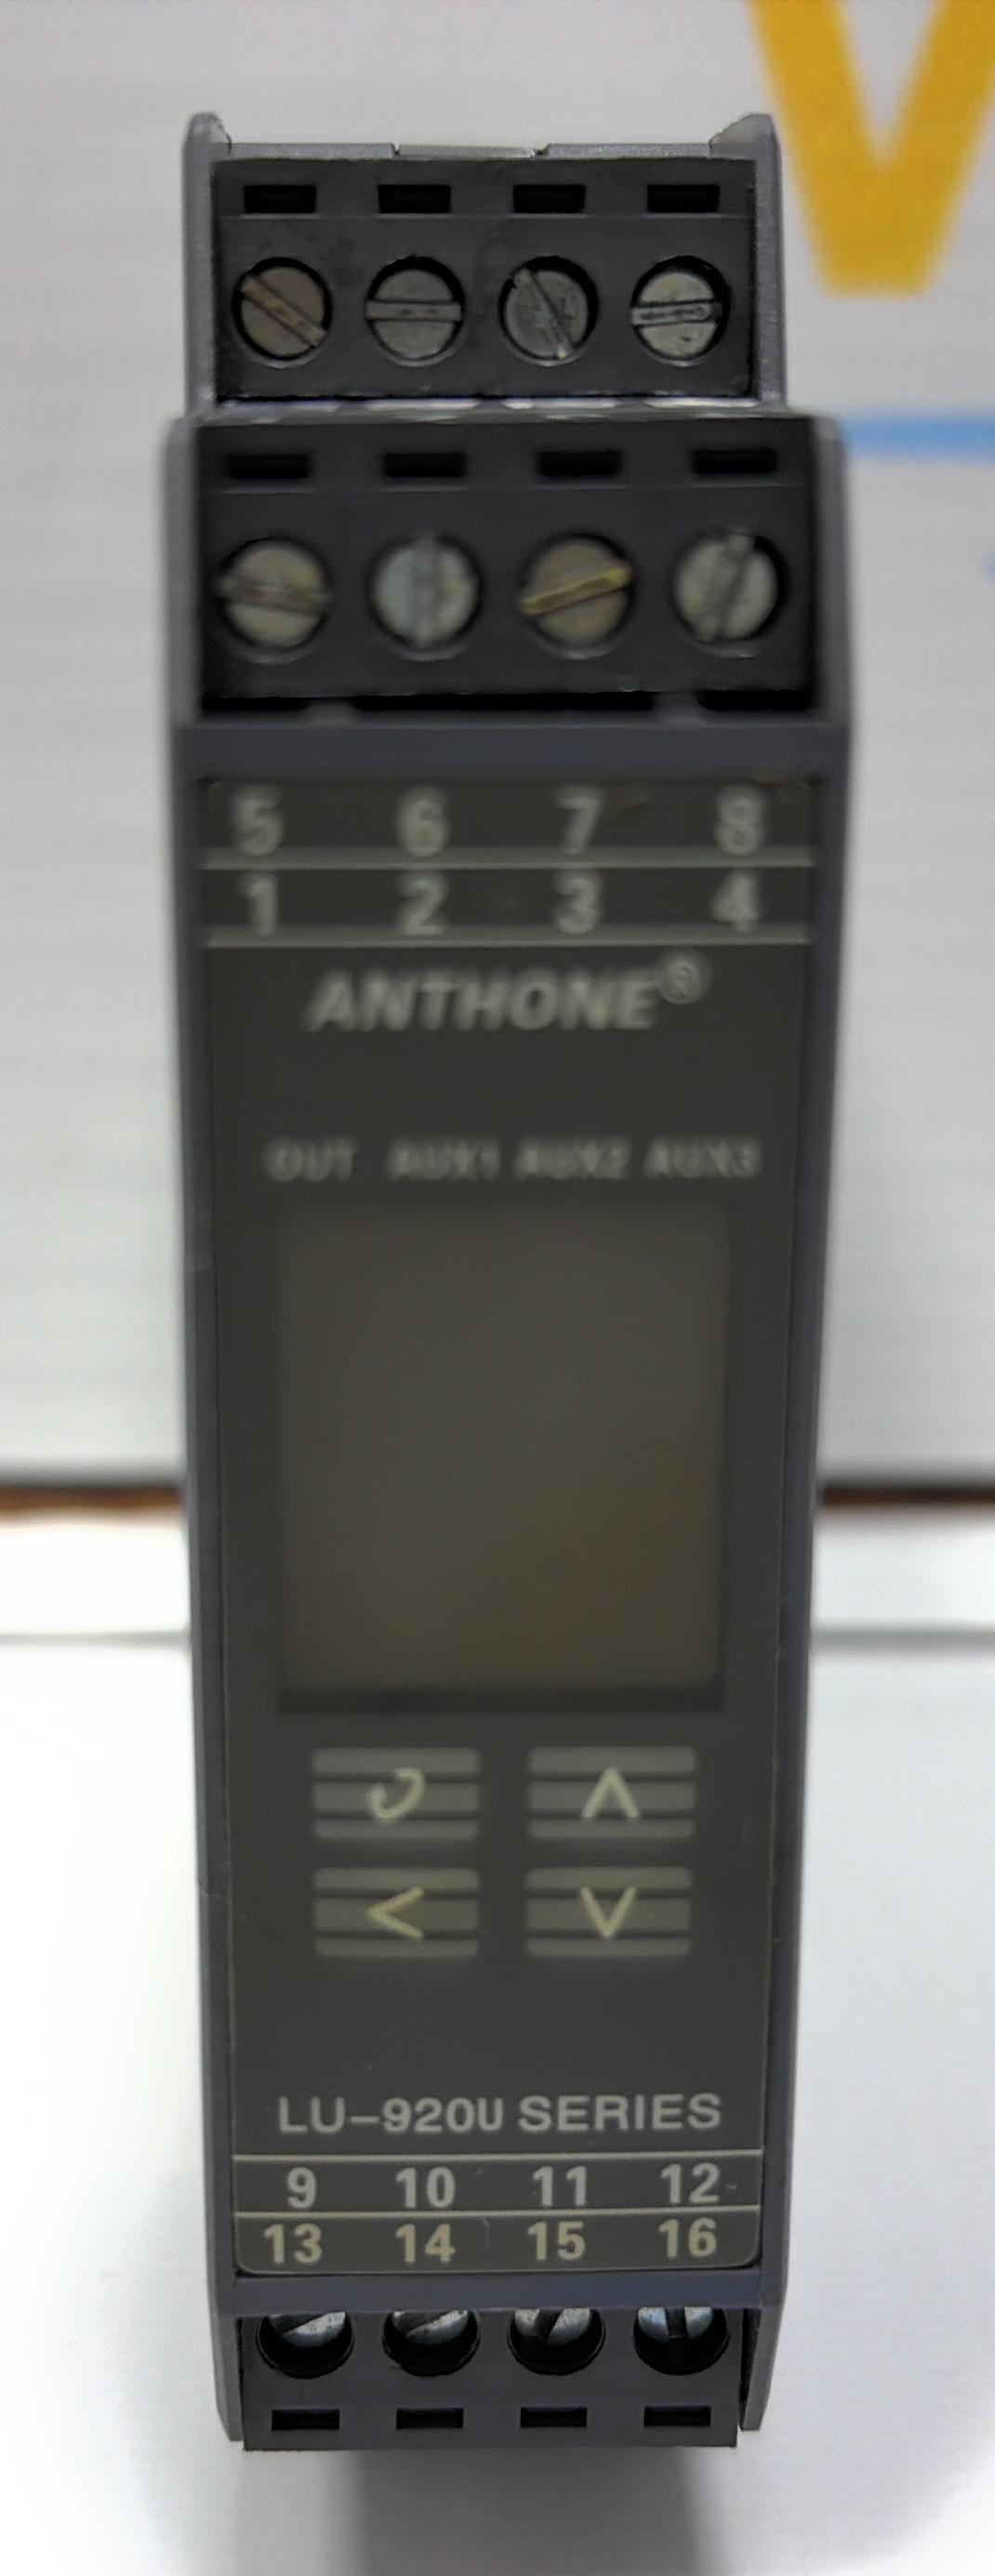 5 6 7 8
1 2 3 4
ANTHONE®
OUT AUX1 AUX2 AUX3
LU-920U SERIES
9 10 11 12
13 14 15 16